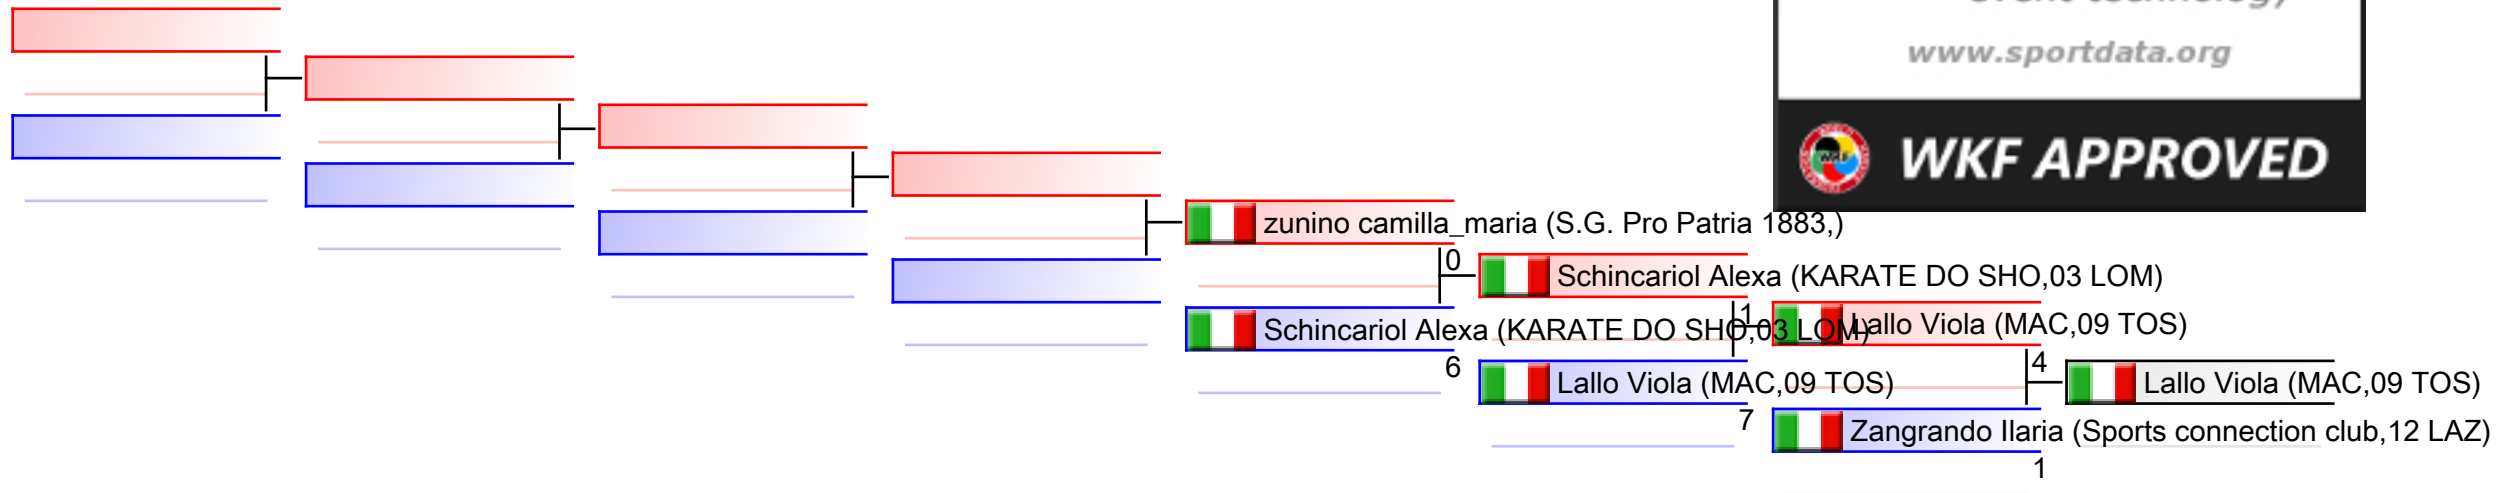 event technology
www.sportdata.org
WKF APPROVED
zunino camilla_maria (S.G. Pro Patria 1883,)
0
Schincariol Alexa (KARATE DO SHO,03 LOM)
1
Lallo Viola (MAC,09 TOS)
Schincariol Alexa (KARATE DO SHO,03 LOM)
6
4
Lallo Viola (MAC,09 TOS)
Lallo Viola (MAC,09 TOS)
7
Zangrando Ilaria (Sports connection club,12 LAZ)
1